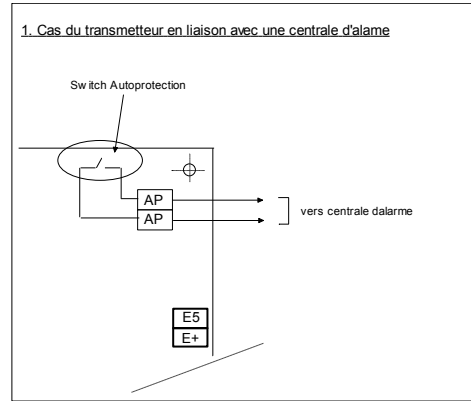 1. Cas du transmetteur en liaison avec une centrale d'alame
Switch Autoprotection
AP
AP
vers centrale dalarme
E5
E+